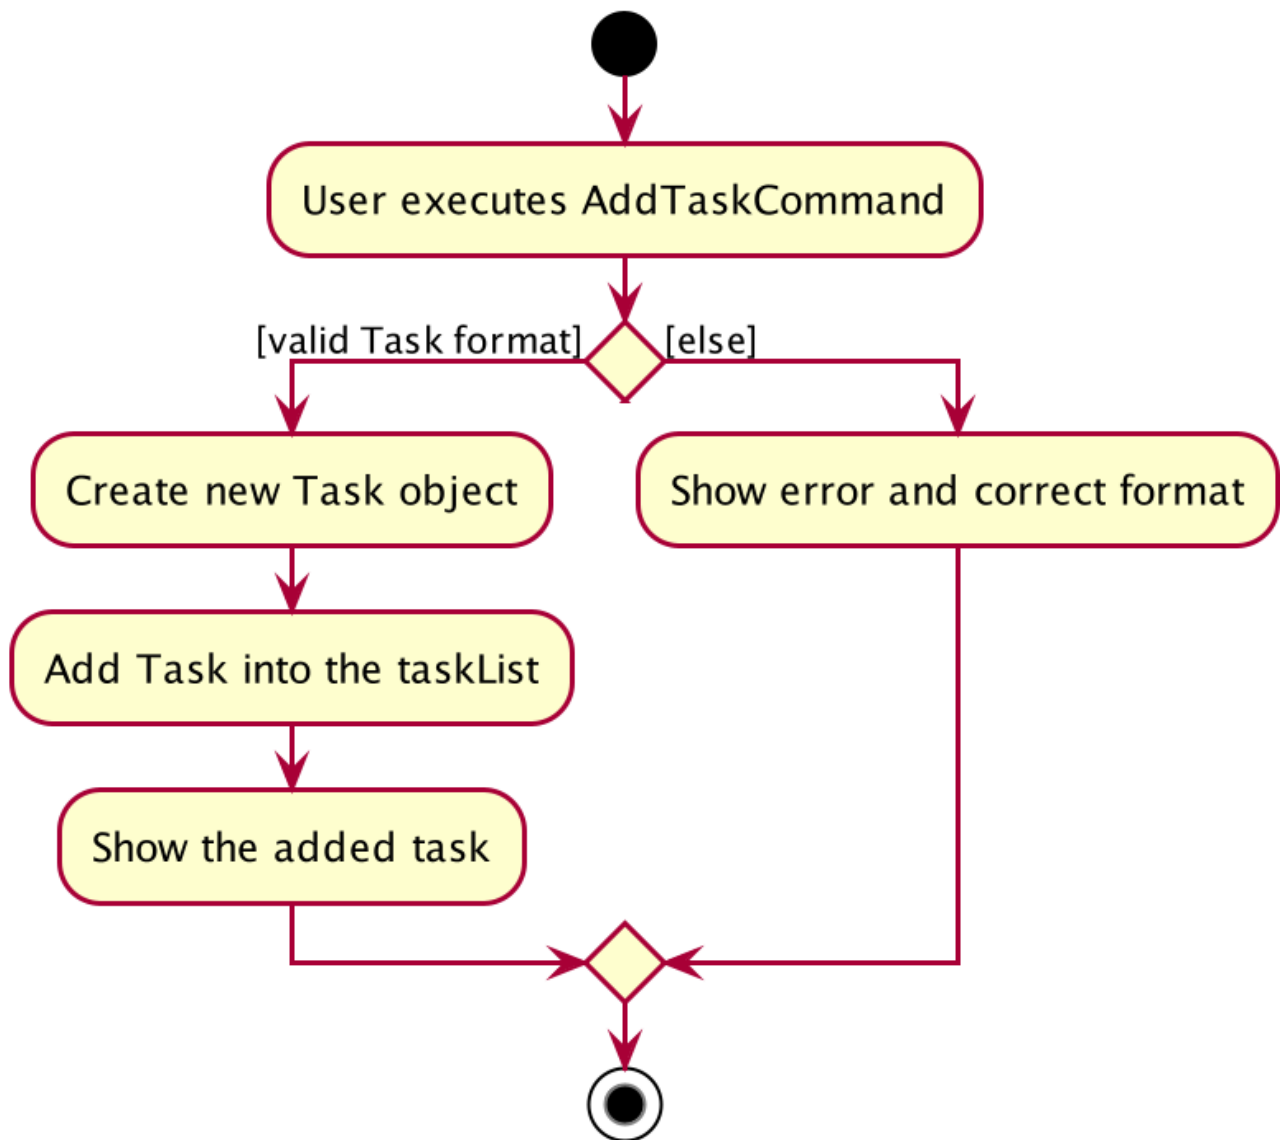 User executes AddTaskCommand
[valid Task format]
[else]
Create new Task object
Show error and correct format
Add Task into the taskList
Show the added task